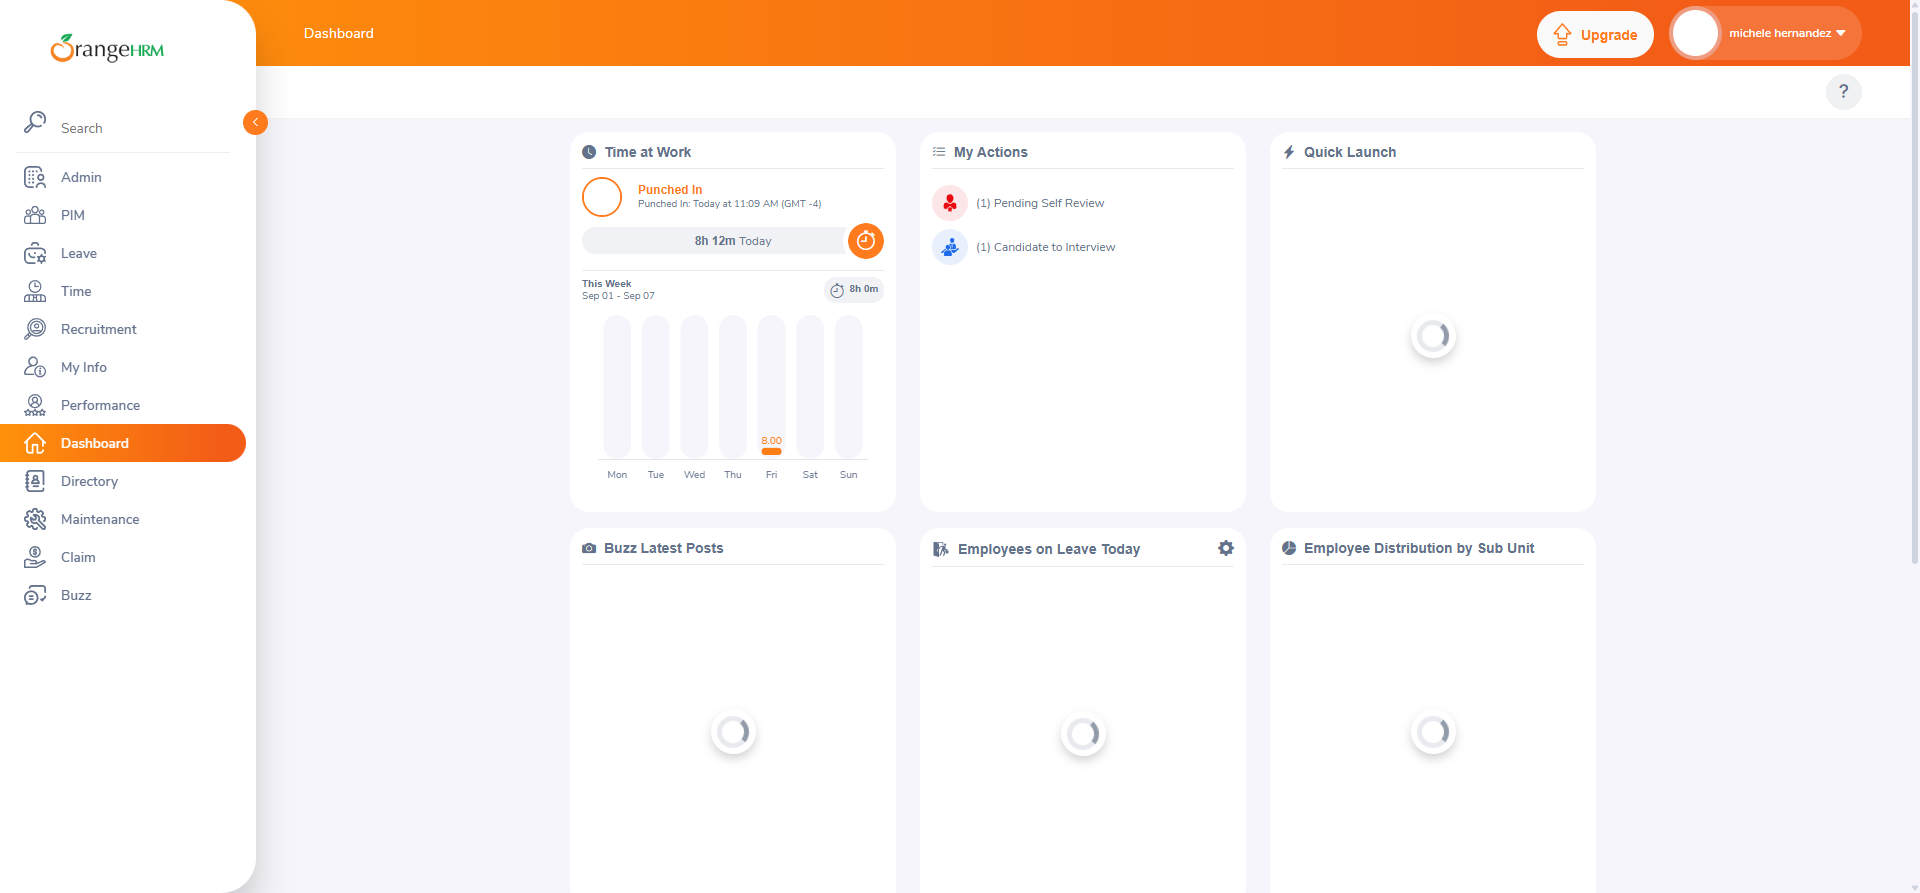 OrangeHRM
Dashboard
Upgrade
michele hernandez
?
Search
Admin
PIM
Leave
Time
Recruitment
My Info
Performance
Dashboard
Directory
Maintenance
Claim
Buzz
Time at Work
Punched In
Punched In: Today at 11:09 AM (GMT -4)
8h 12m Today
This Week
Sep 01 - Sep 07
8h 0m
8.00
Mon Tue Wed Thu Fri Sat Sun
My Actions
(1) Pending Self Review
(1) Candidate to Interview
Quick Launch
Buzz Latest Posts
Employees on Leave Today
Employee Distribution by Sub Unit